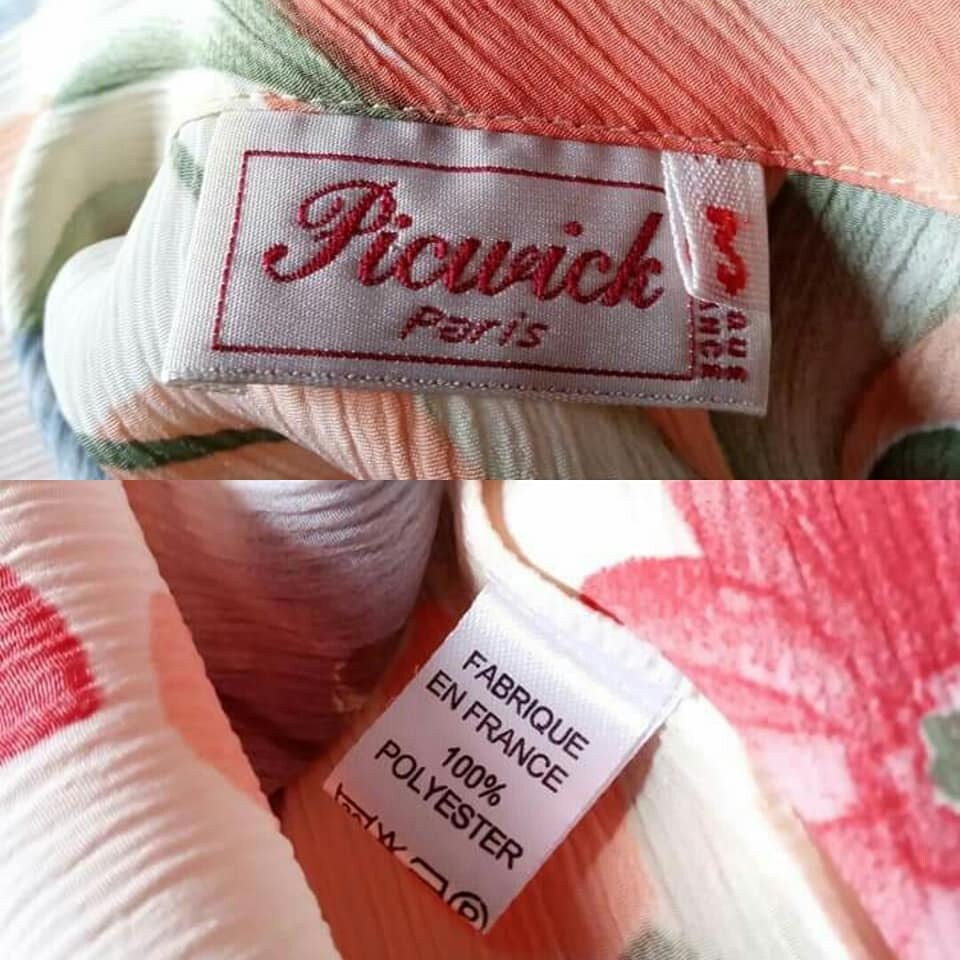 Picwick
Paris
3
FABRIQUE
EN FRANCE
100%
POLYESTER
P